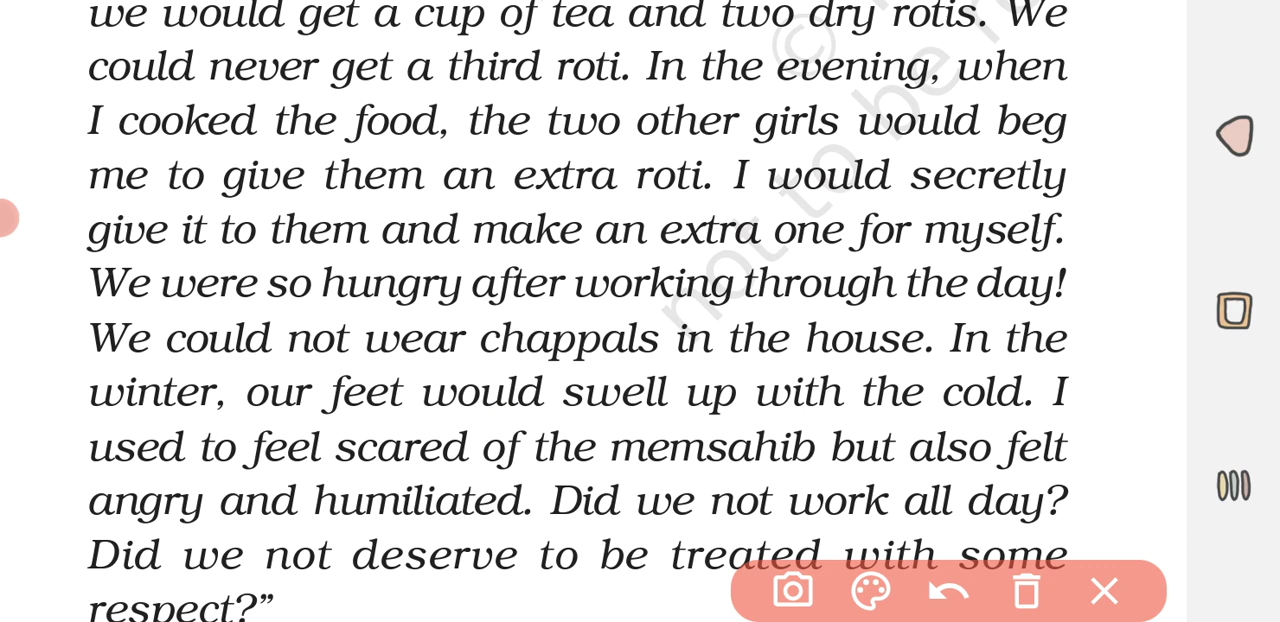 we would get a cup of tea and two dry rotis. We
could never get a third roti. In the evening, when
I cooked the food, the two other girls would beg
me to give them an extra roti. I would secretly
give it to them and make an extra one for myself.
We were so hungry after working through the day!
We could not wear chappals in the house. In the
winter, our feet would swell up with the cold. I
used to feel scared of the memsahib but also felt
angry and humiliated. Did we not work all day?
Did we not deserve to be treated with some
respect?”
©
not to be